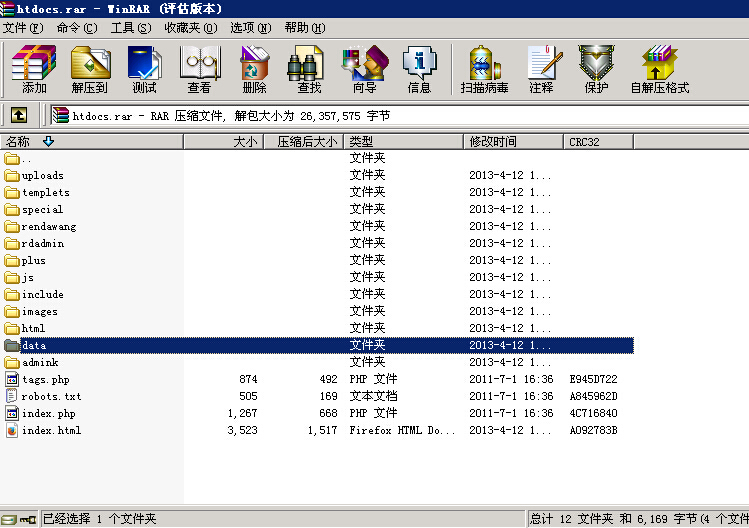 htdocs.rar - WinRAR (评估版本)
文件(F) 命令(C) 工具(S) 收藏夹(O) 选项(N) 帮助(H)
添加 解压到 测试 查看 删除 查找 向导 信息 扫描病毒 注释 保护 自解压格式
htdocs.rar - RAR 压缩文件, 解包大小为 26,357,575 字节
名称 大小 压缩后大小 类型 修改时间 CRC32
.. 文件夹
uploads 文件夹 2013-4-12 1...
templets 文件夹 2013-4-12 1...
special 文件夹 2013-4-12 1...
rendawang 文件夹 2013-4-12 1...
rdadmin 文件夹 2013-4-12 1...
plus 文件夹 2013-4-12 1...
js 文件夹 2013-4-12 1...
include 文件夹 2013-4-12 1...
images 文件夹 2013-4-12 1...
html 文件夹 2013-4-12 1...
data 文件夹 2013-4-12 1...
admink 文件夹 2013-4-12 1...
tags.php 874 492 PHP 文件 2011-7-1 16:36 E945D722
robots.txt 505 169 文本文档 2011-7-1 16:36 A845962D
index.php 1,267 668 PHP 文件 2011-7-1 16:36 4C716840
index.html 3,523 1,517 Firefox HTML Do... 2013-4-12 1... A092783B
已经选择 1 个文件夹 总计 12 文件夹 和 6,169 字节(4 个文件